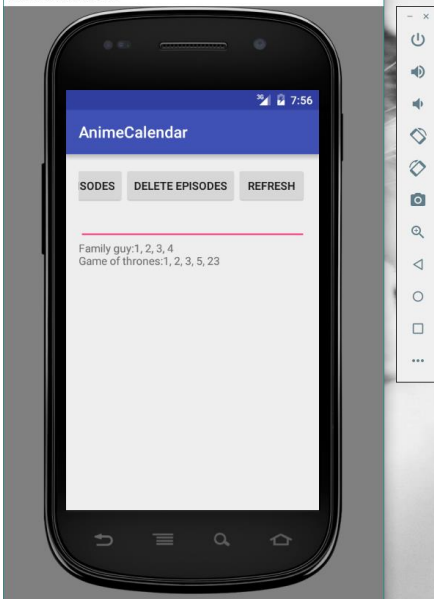 3G 7:56
AnimeCalendar
SODES DELETE EPISODES REFRESH
Family guy:1, 2, 3, 4
Game of thrones:1, 2, 3, 5, 23